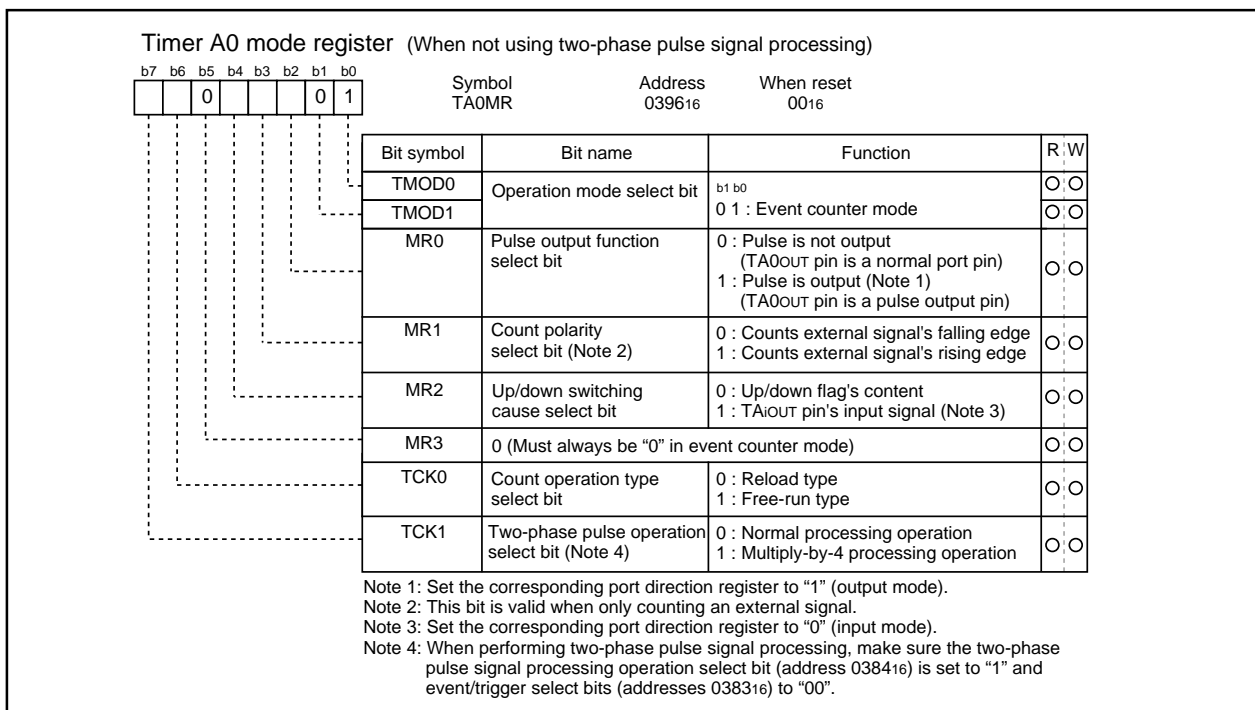 Timer A0 mode register (When not using two-phase pulse signal processing)
b7 b6 b5 b4 b3 b2 b1 b0
0 0 1
Symbol Address When reset
TA0MR 039616 0016
Bit symbol Bit name Function R W
TMOD0 Operation mode select bit b1 b0
TMOD1 0 1 : Event counter mode
MR0 Pulse output function 0 : Pulse is not output
select bit (TA0OUT pin is a normal port pin)
1 : Pulse is output (Note 1)
(TA0OUT pin is a pulse output pin)
MR1 Count polarity 0 : Counts external signal's falling edge
select bit (Note 2) 1 : Counts external signal's rising edge
MR2 Up/down switching 0 : Up/down flag's content
cause select bit 1 : TAiOUT pin's input signal (Note 3)
MR3 0 (Must always be “0” in event counter mode)
TCK0 Count operation type 0 : Reload type
select bit 1 : Free-run type
TCK1 Two-phase pulse operation 0 : Normal processing operation
select bit (Note 4) 1 : Multiply-by-4 processing operation
Note 1: Set the corresponding port direction register to “1” (output mode).
Note 2: This bit is valid when only counting an external signal.
Note 3: Set the corresponding port direction register to “0” (input mode).
Note 4: When performing two-phase pulse signal processing, make sure the two-phase
pulse signal processing operation select bit (address 038416) is set to “1” and
event/trigger select bits (addresses 038316) to “00”.